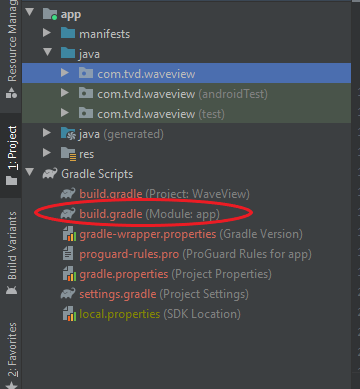 app
manifests
java
com.tvd.waveview
com.tvd.waveview (androidTest)
com.tvd.waveview (test)
java (generated)
res
Gradle Scripts
build.gradle (Project: WaveView)
build.gradle (Module: app)
gradle-wrapper.properties (Gradle Version)
proguard-rules.pro (ProGuard Rules for app)
gradle.properties (Project Properties)
settings.gradle (Project Settings)
local.properties (SDK Location)
Resource Manager
1: Project
Build Variants
2: Favorites